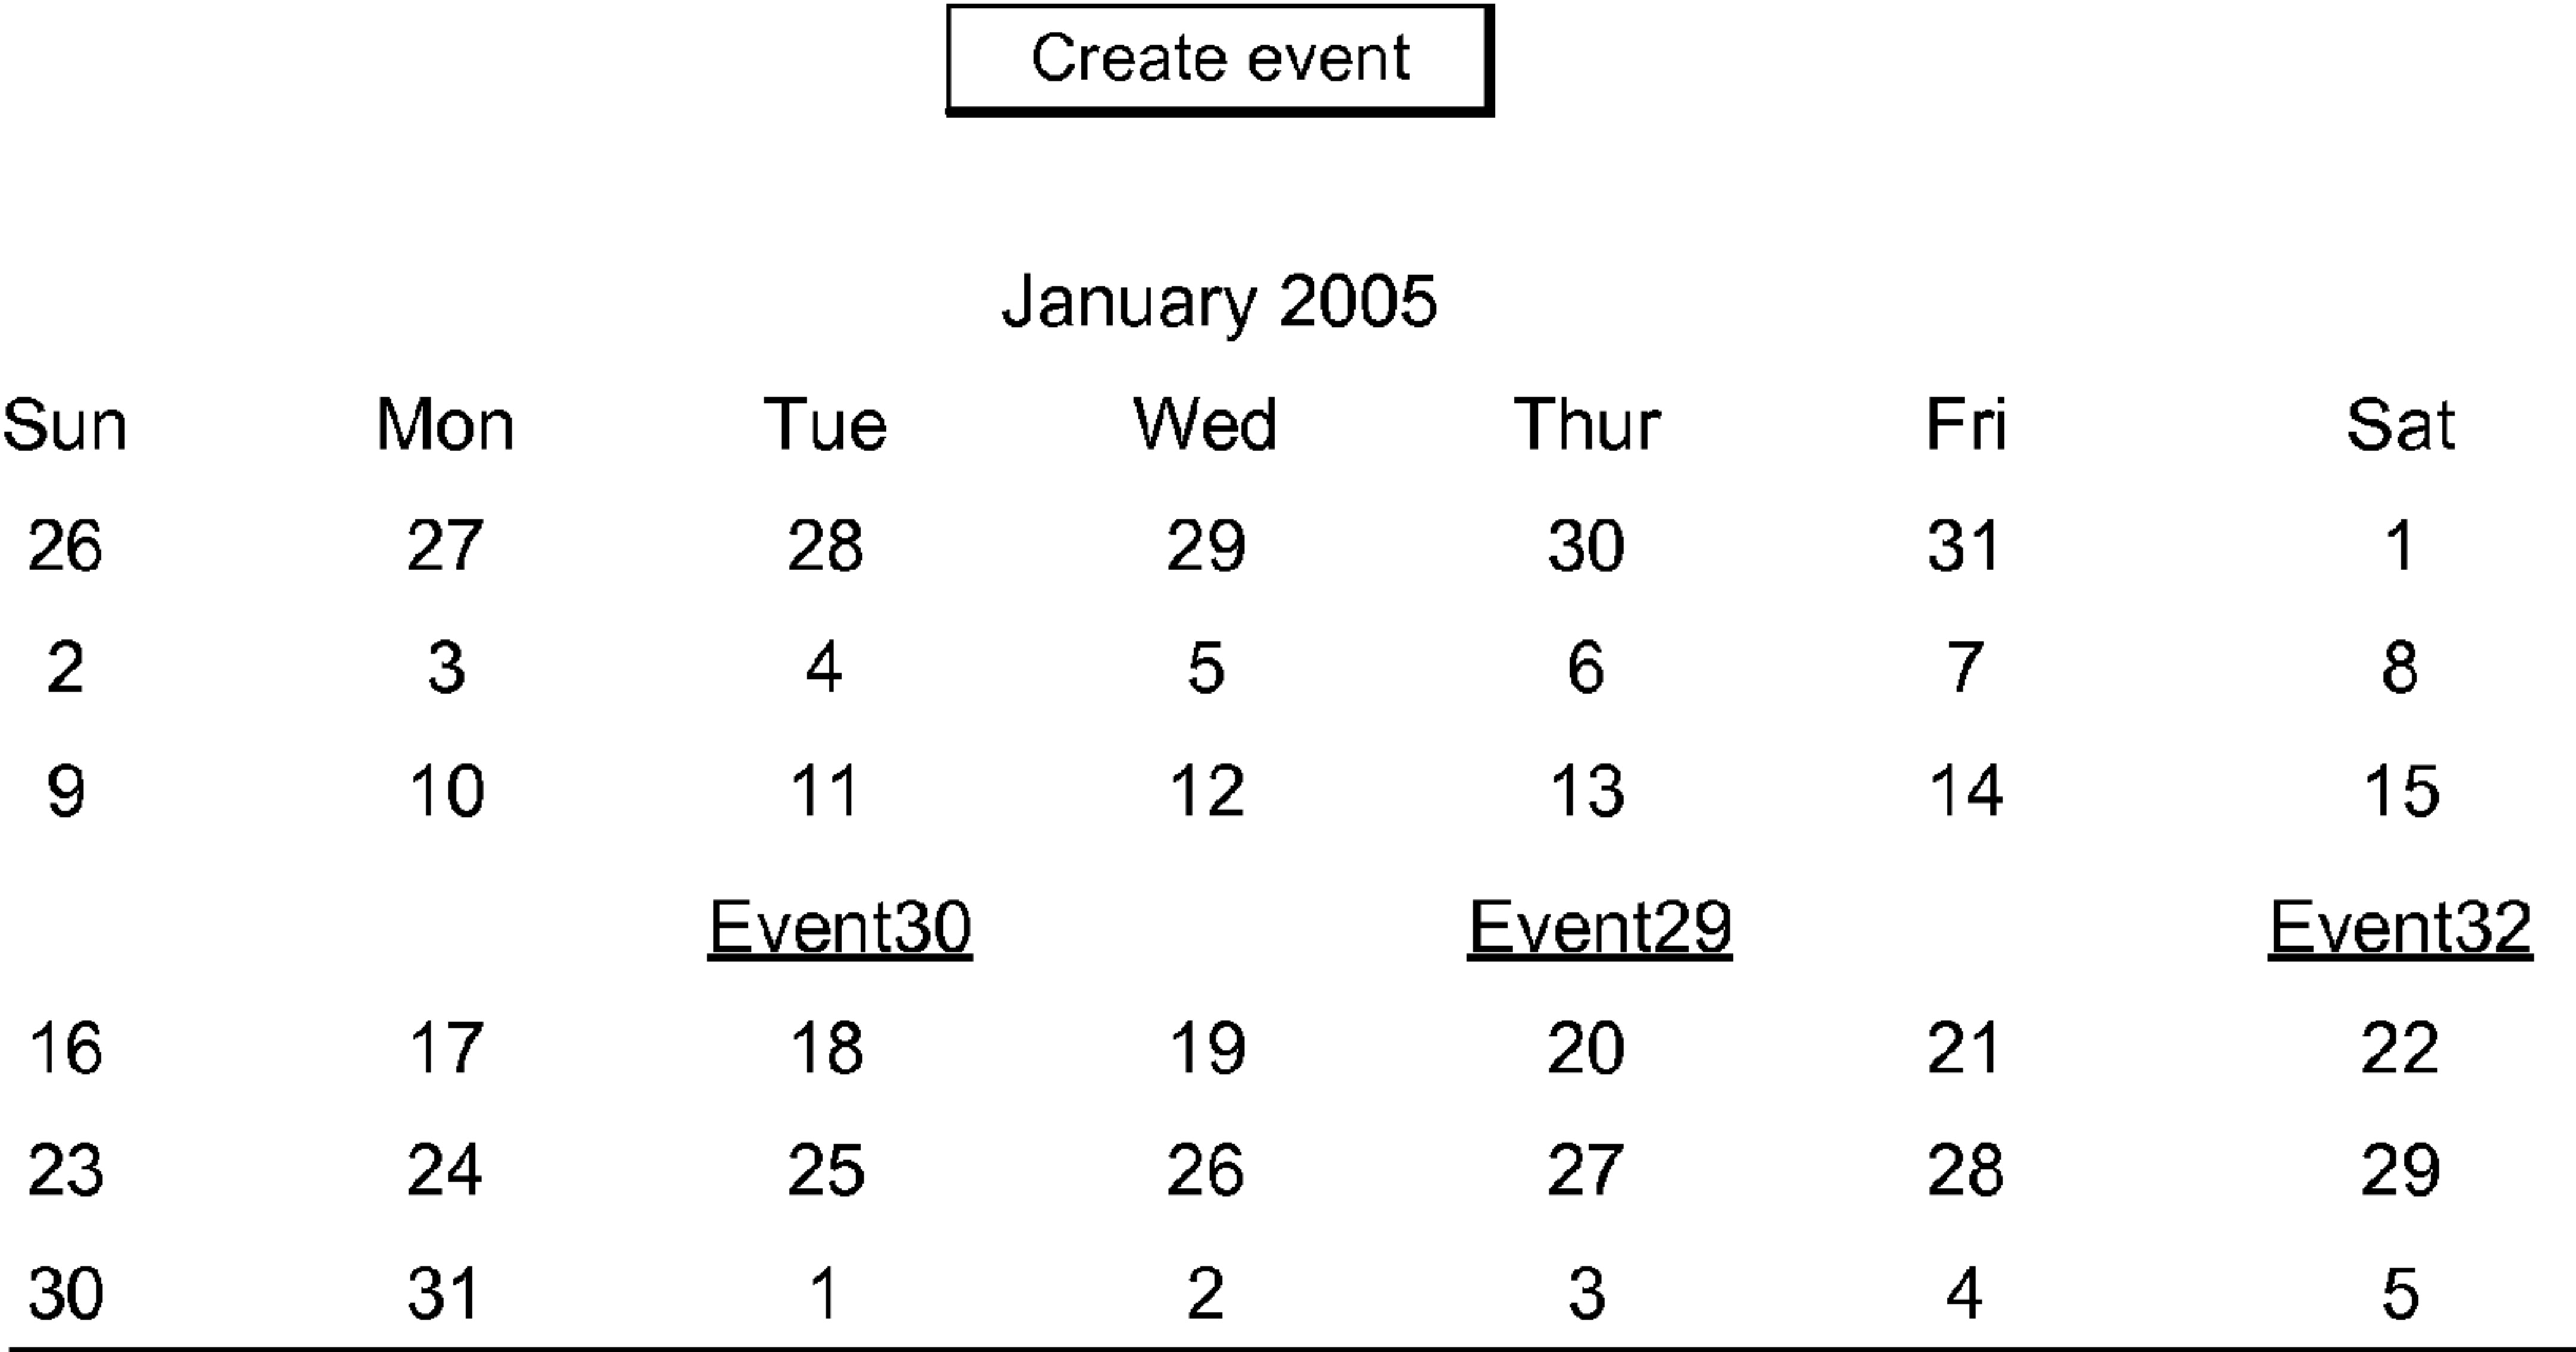 Create event
January 2005
Sun Mon Tue Wed Thur Fri Sat
26 27 28 29 30 31 1
2 3 4 5 6 7 8
9 10 11 12 13 14 15
Event30 Event29 Event32
16 17 18 19 20 21 22
23 24 25 26 27 28 29
30 31 1 2 3 4 5